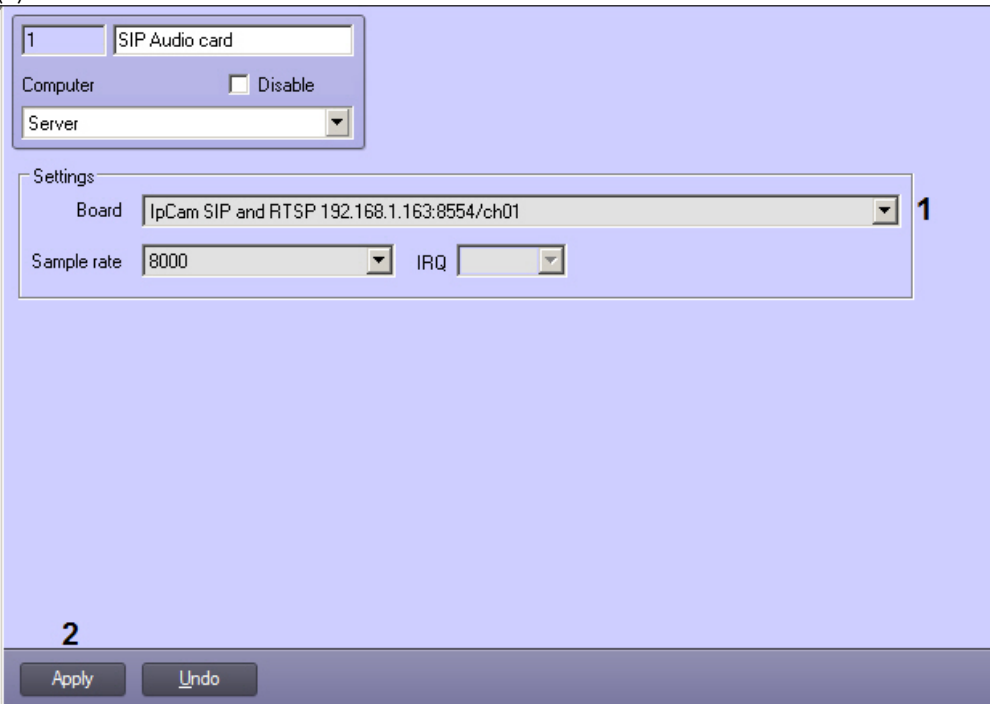 1 SIP Audio card
Computer Disable
Server
Settings
Board IpCam SIP and RTSP 192.168.1.163:8554/ch01 1
Sample rate 8000 IRQ
2
Apply Undo